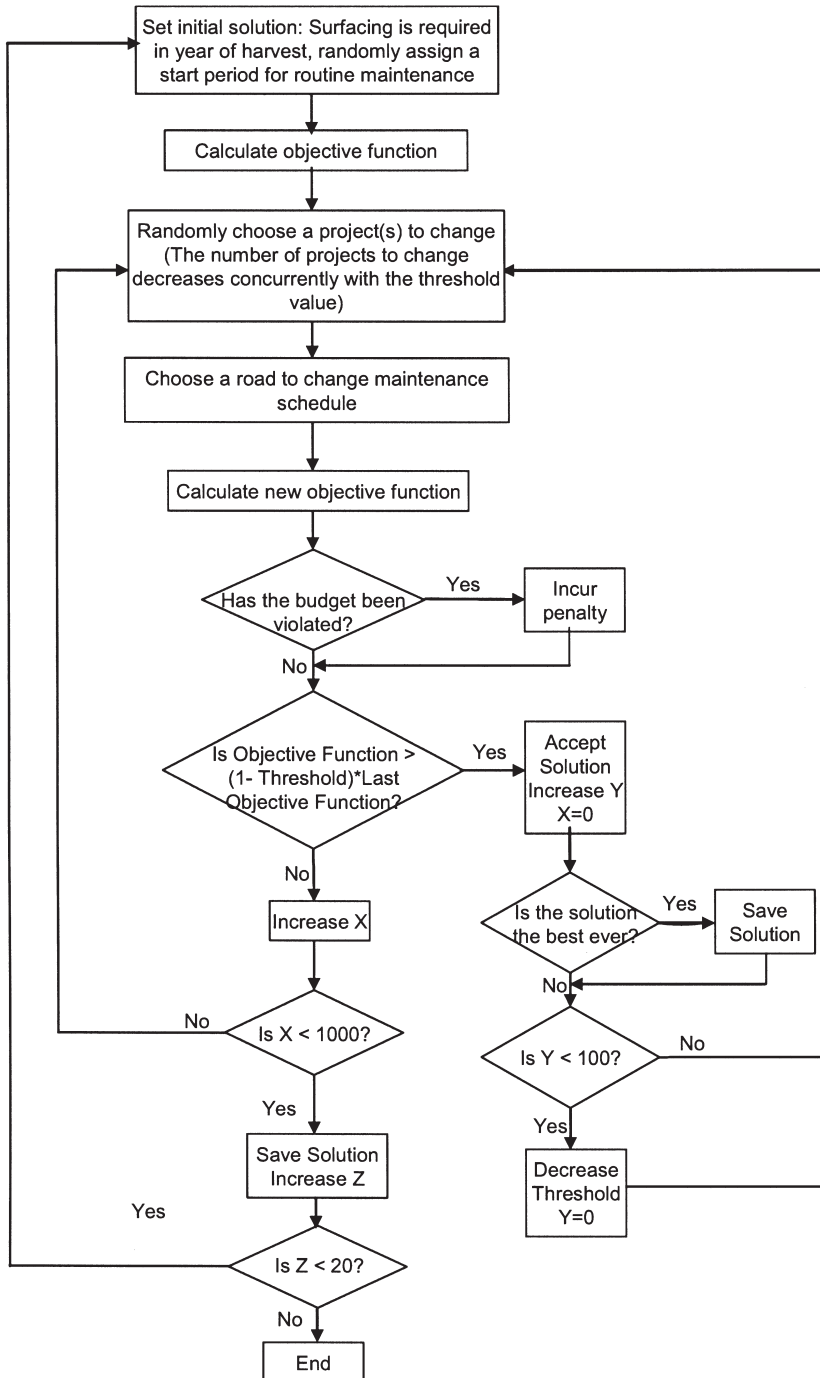 Set initial solution: Surfacing is required
in year of harvest, randomly assign a
start period for routine maintenance
Calculate objective function
Randomly choose a project(s) to change
(The number of projects to change
decreases concurrently with the threshold
value)
Choose a road to change maintenance
schedule
Calculate new objective function
Has the budget been
violated?
Yes
Incur
penalty
No
Is Objective Function >
(1- Threshold)*Last
Objective Function?
Yes
Accept
Solution
Increase Y
X=0
No
Increase X
Is the solution
the best ever?
Yes
Save
Solution
No
Is X < 1000?
No
Is Y < 100?
No
Yes
Save Solution
Increase Z
Yes
Decrease
Threshold
Y=0
Yes
Is Z < 20?
No
End